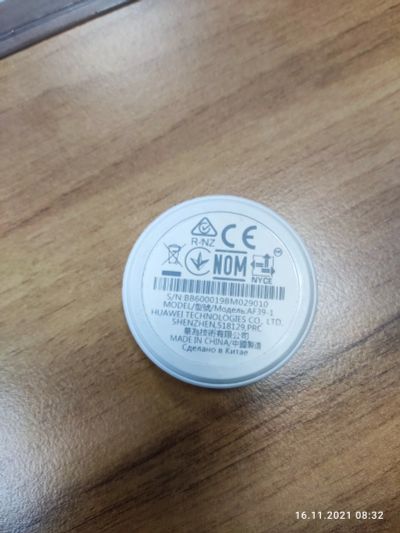 R-NZ
CE
NOM
NYCE
S/N:BB6000198M029010
MODEL/型號/Модель:AF39-1
HUAWEI TECHNOLOGIES CO., LTD.
SHENZHEN,518129,PRC
華為技術有限公司
MADE IN CHINA/中國製造
Сделано в Китае
16.11.2021 08:32